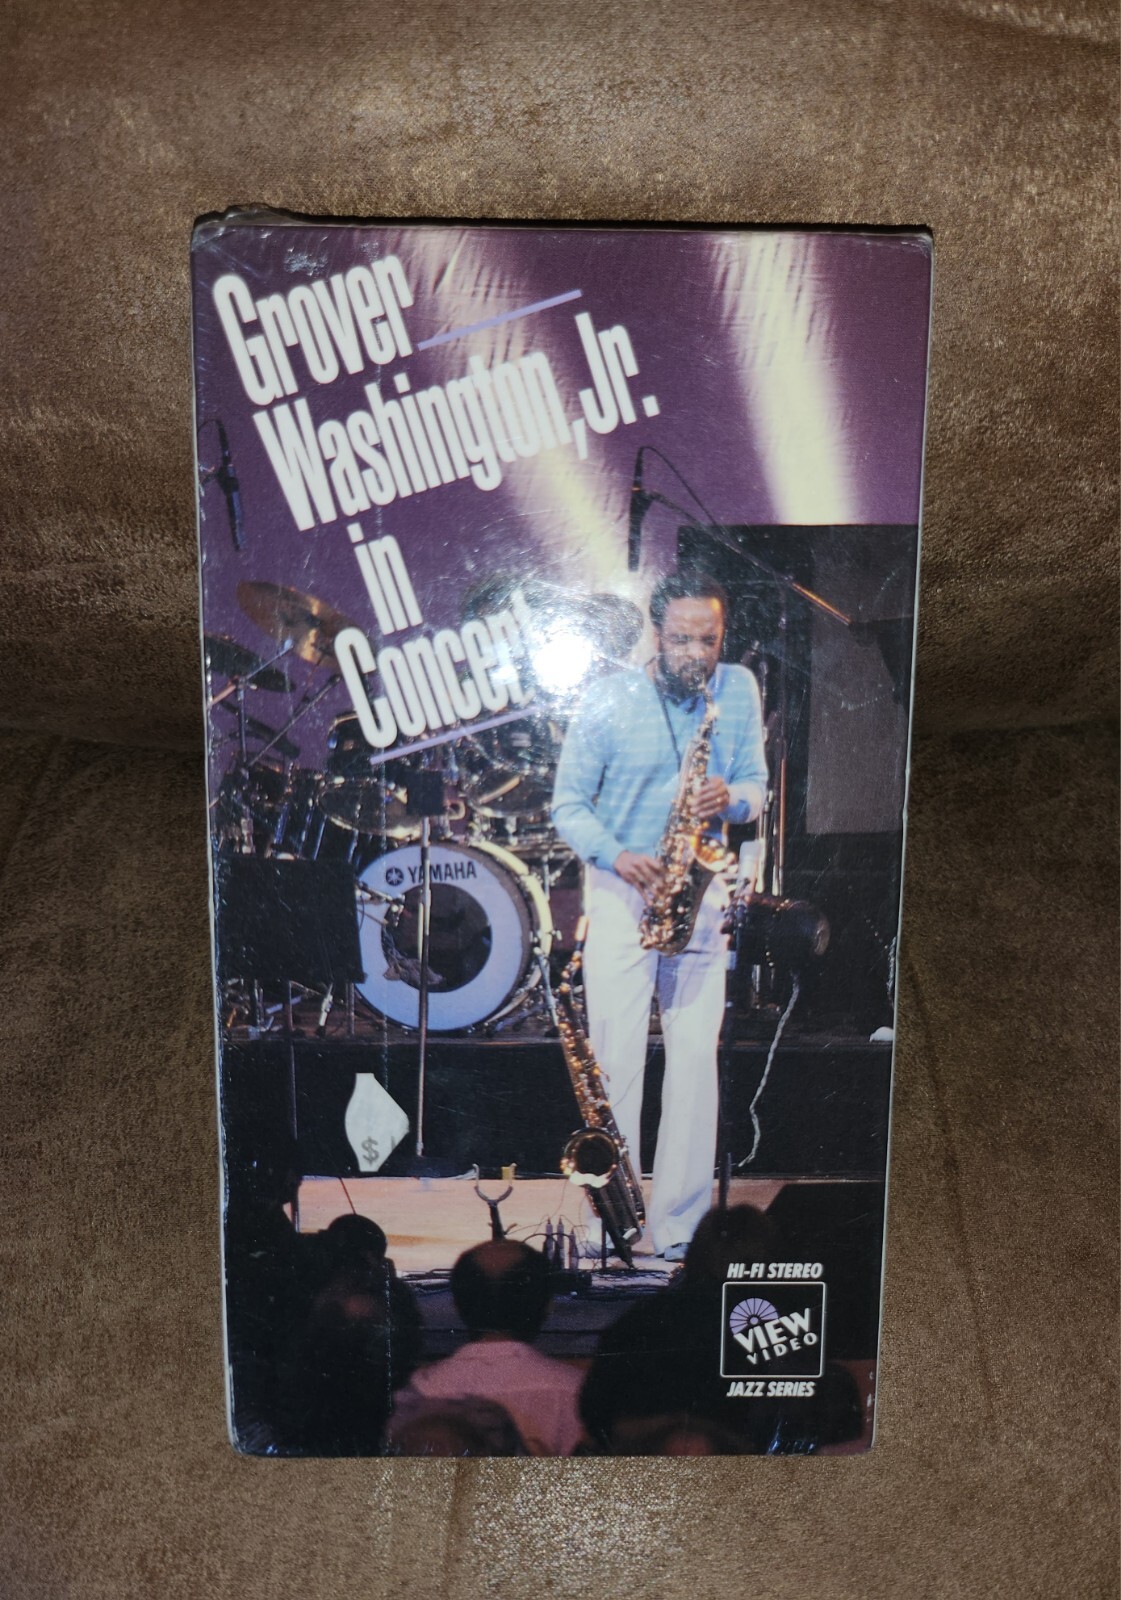 Grover
Washington, Jr.
in
Concert
YAMAHA
$
HI-FI STEREO
VIEW
VIDEO
JAZZ SERIES